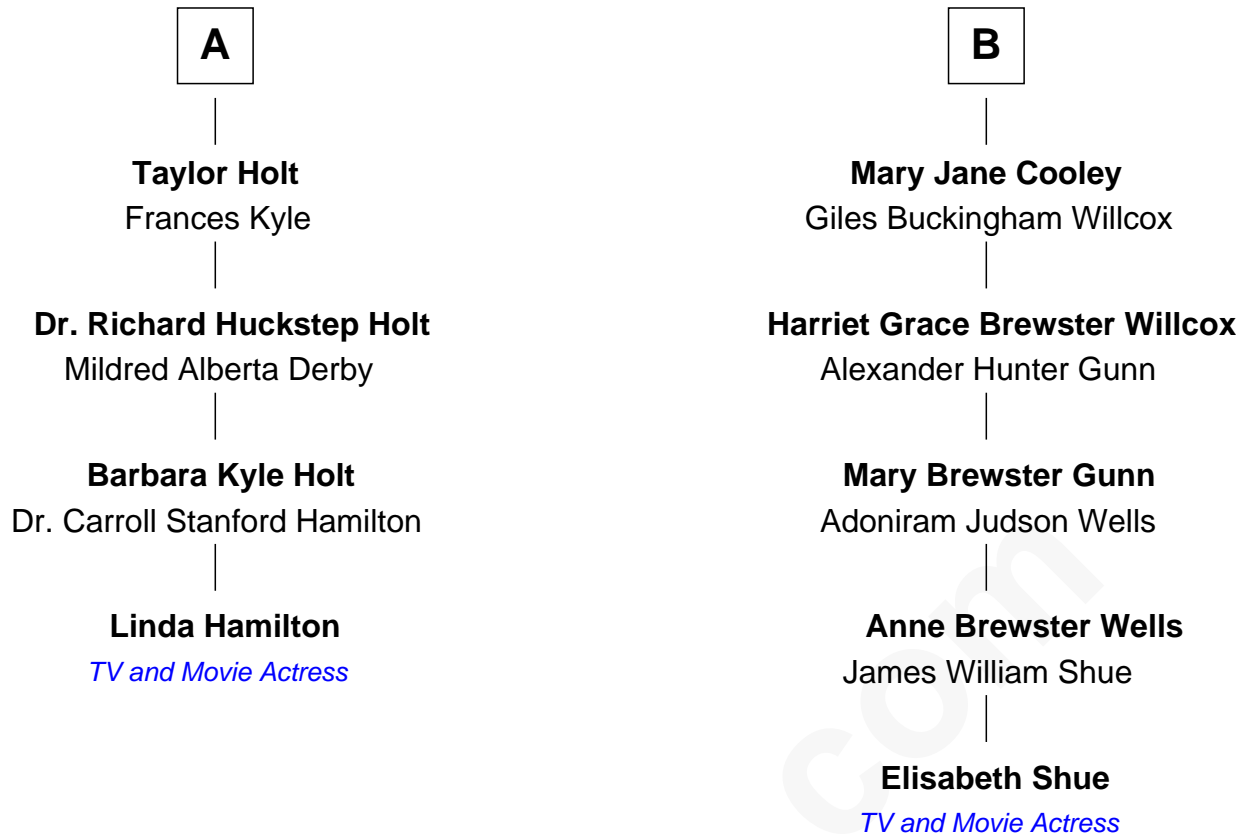 A
Taylor Holt
Frances Kyle
Dr. Richard Huckstep Holt
Mildred Alberta Derby
Barbara Kyle Holt
Dr. Carroll Stanford Hamilton
Linda Hamilton
TV and Movie Actress
B
Mary Jane Cooley
Giles Buckingham Willcox
Harriet Grace Brewster Willcox
Alexander Hunter Gunn
Mary Brewster Gunn
Adoniram Judson Wells
Anne Brewster Wells
James William Shue
Elisabeth Shue
TV and Movie Actress
com